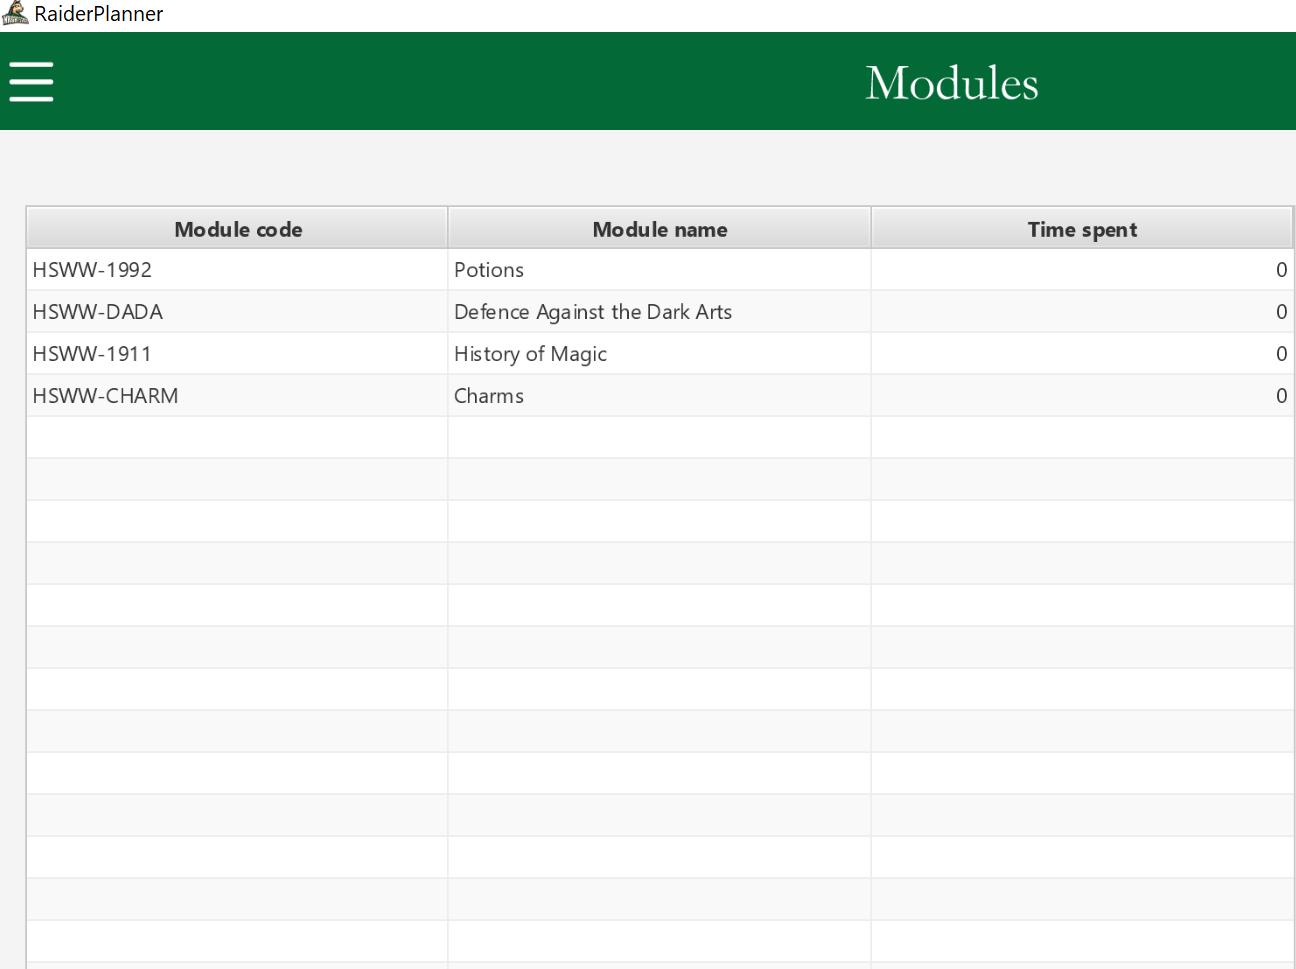 RaiderPlanner
Modules
Module code Module name Time spent
HSWW-1992 Potions 0
HSWW-DADA Defence Against the Dark Arts 0
HSWW-1911 History of Magic 0
HSWW-CHARM Charms 0